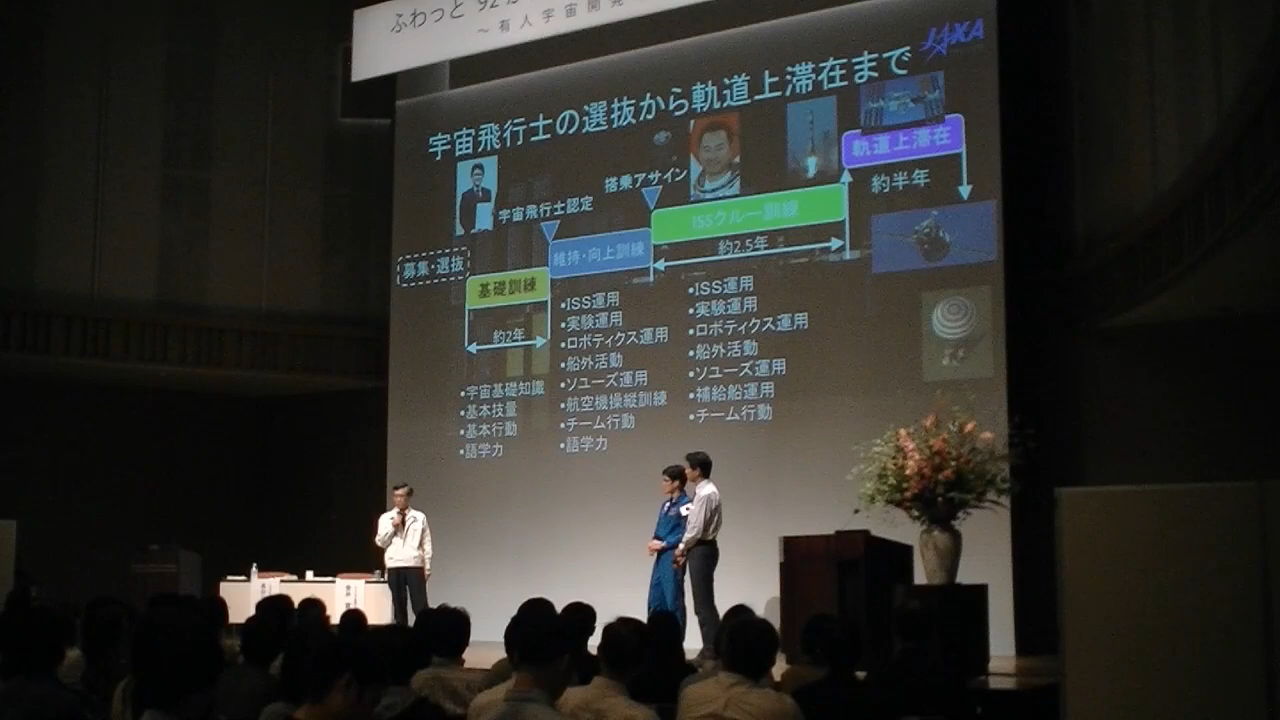 ふわっと '92か
～有人宇宙開発
JAXA
宇宙飛行士の選抜から軌道上滞在まで
軌道上滞在
約半年
搭乗アサイン
ISSクルー訓練
約2.5年
宇宙飛行士認定
維持・向上訓練
募集・選抜
基礎訓練
約2年
•宇宙基礎知識
•基本技量
•基本行動
•語学力
•ISS運用
•実験運用
•ロボティクス運用
•船外活動
•ソユーズ運用
•航空機操縦訓練
•チーム行動
•語学力
•ISS運用
•実験運用
•ロボティクス運用
•船外活動
•ソユーズ運用
•補給船運用
•チーム行動